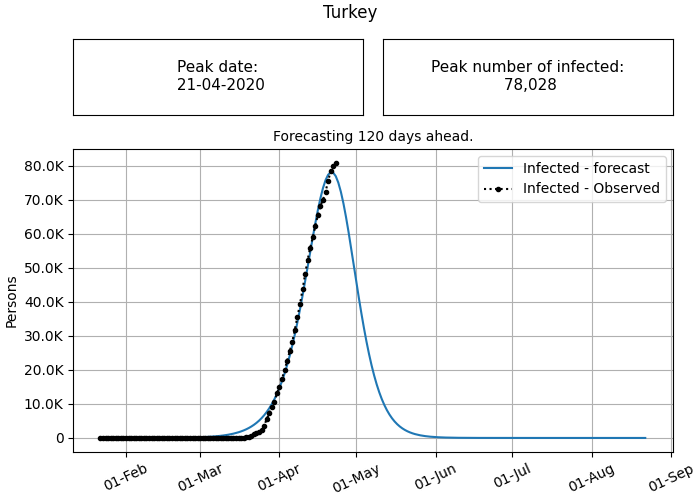 Turkey
Peak date:
21-04-2020
Peak number of infected:
78,028
Forecasting 120 days ahead.
Infected - forecast
Infected - Observed
80.0K
70.0K
60.0K
50.0K
40.0K
30.0K
20.0K
10.0K
0
Persons
01-Feb
01-Mar
01-Apr
01-May
01-Jun
01-Jul
01-Aug
01-Sep